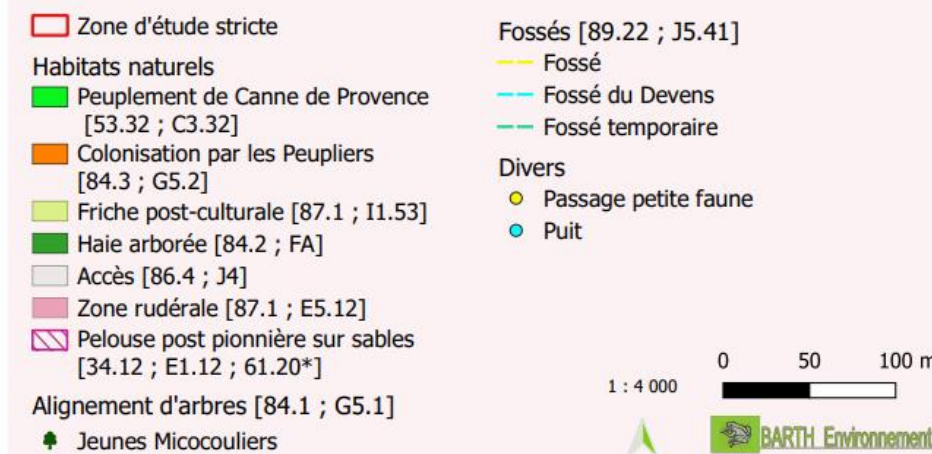 Zone d'étude stricte
Habitats naturels
Peuplement de Canne de Provence
[53.32 ; C3.32]
Colonisation par les Peupliers
[84.3 ; G5.2]
Friche post-culturale [87.1 ; I1.53]
Haie arborée [84.2 ; FA]
Accès [86.4 ; J4]
Zone rudérale [87.1 ; E5.12]
Pelouse post pionnière sur sables
[34.12 ; E1.12 ; 61.20*]
Alignement d'arbres [84.1 ; G5.1]
Jeunes Micocouliers
Fossés [89.22 ; J5.41]
Fossé
Fossé du Devens
Fossé temporaire
Divers
Passage petite faune
Puit
0 50 100 m
1 : 4 000
BARTH Environnement